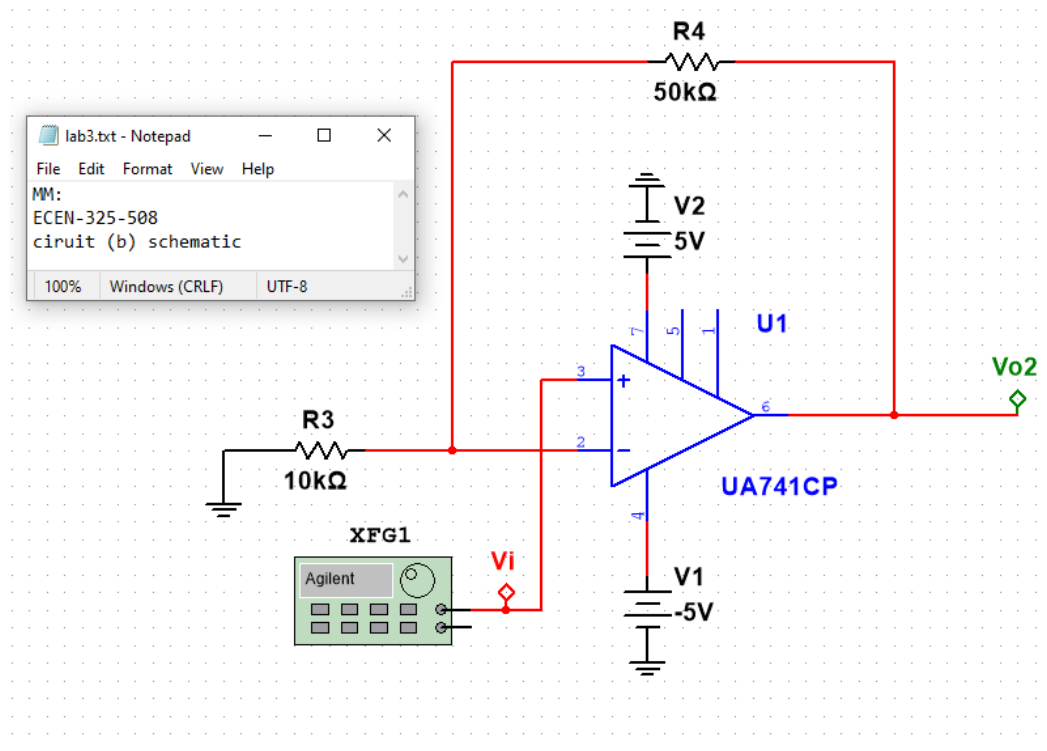 R4
50kΩ
lab3.txt - Notepad
File Edit Format View Help
MM:
ECEN-325-508
ciruit (b) schematic
100% Windows (CRLF) UTF-8
V2
5V
7
5
1
U1
3
+
Vo2
6
R3
10kΩ
2
−
UA741CP
4
XFG1
Agilent
Vi
V1
-5V